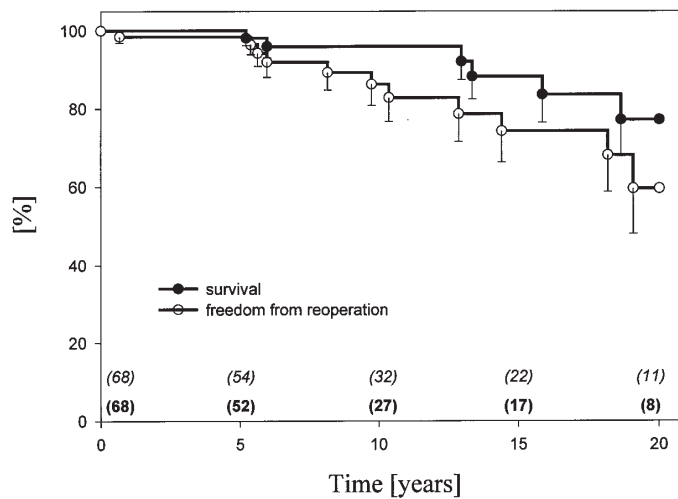 100
80
60
40
20
0
[%]
survival
freedom from reoperation
(68) (54) (32) (22) (11)
(68) (52) (27) (17) (8)
0 5 10 15 20
Time [years]